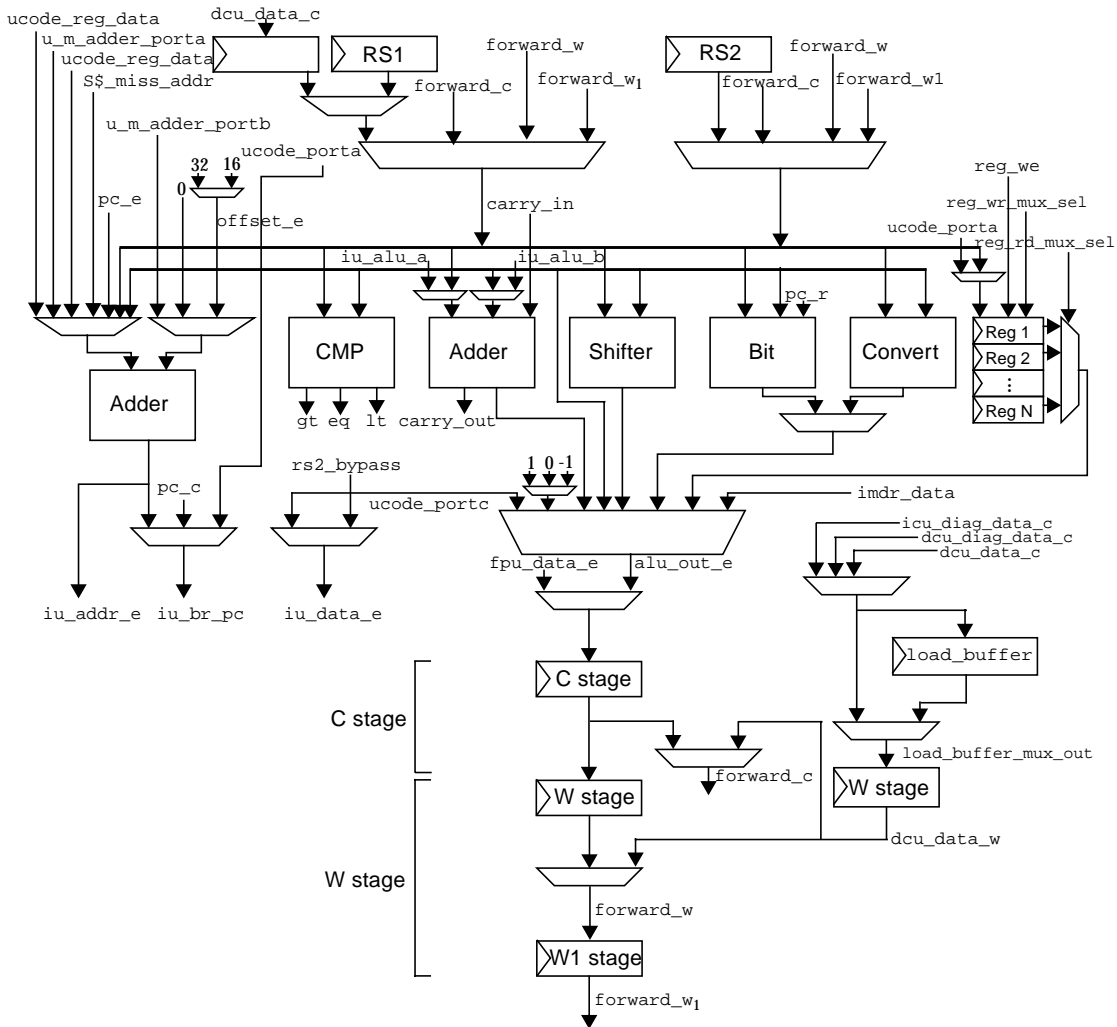 dcu_data_c
ucode_reg_data
u_m_adder_porta
ucode_reg_data
S$_miss_addr
RS1
forward_w
forward_c
forward_w1
RS2
forward_w
forward_c
forward_w1
u_m_adder_portb
ucode_porta
32 16
0
pc_e
offset_e
carry_in
reg_we
reg_wr_mux_sel
ucode_porta
reg_rd_mux_sel
iu_alu_a
iu_alu_b
pc_r
CMP
Adder
Shifter
Bit
Convert
Reg 1
Reg 2
⋮
Reg N
Adder
gt eq lt
carry_out
rs2_bypass
pc_c
1 0 -1
ucode_portc
imdr_data
icu_diag_data_c
dcu_diag_data_c
dcu_data_c
fpu_data_e
alu_out_e
iu_addr_e
iu_br_pc
iu_data_e
load_buffer
C stage
C stage
load_buffer_mux_out
forward_c
W stage
W stage
dcu_data_w
W stage
forward_w
W1 stage
forward_w1